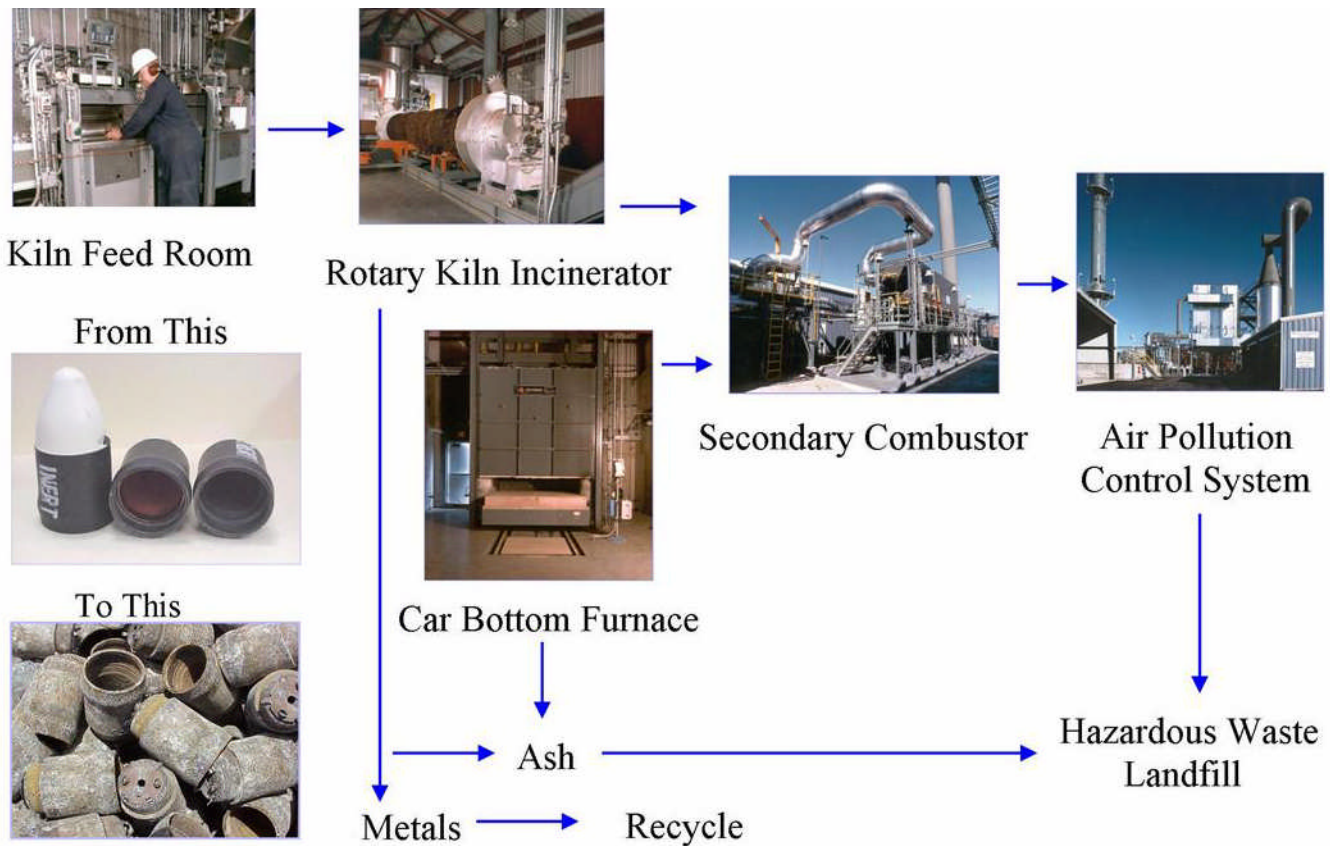 Kiln Feed Room
Rotary Kiln Incinerator
From This
INERT
Secondary Combustor
Air Pollution
Control System
To This
Car Bottom Furnace
Ash
Hazardous Waste
Landfill
Metals
Recycle